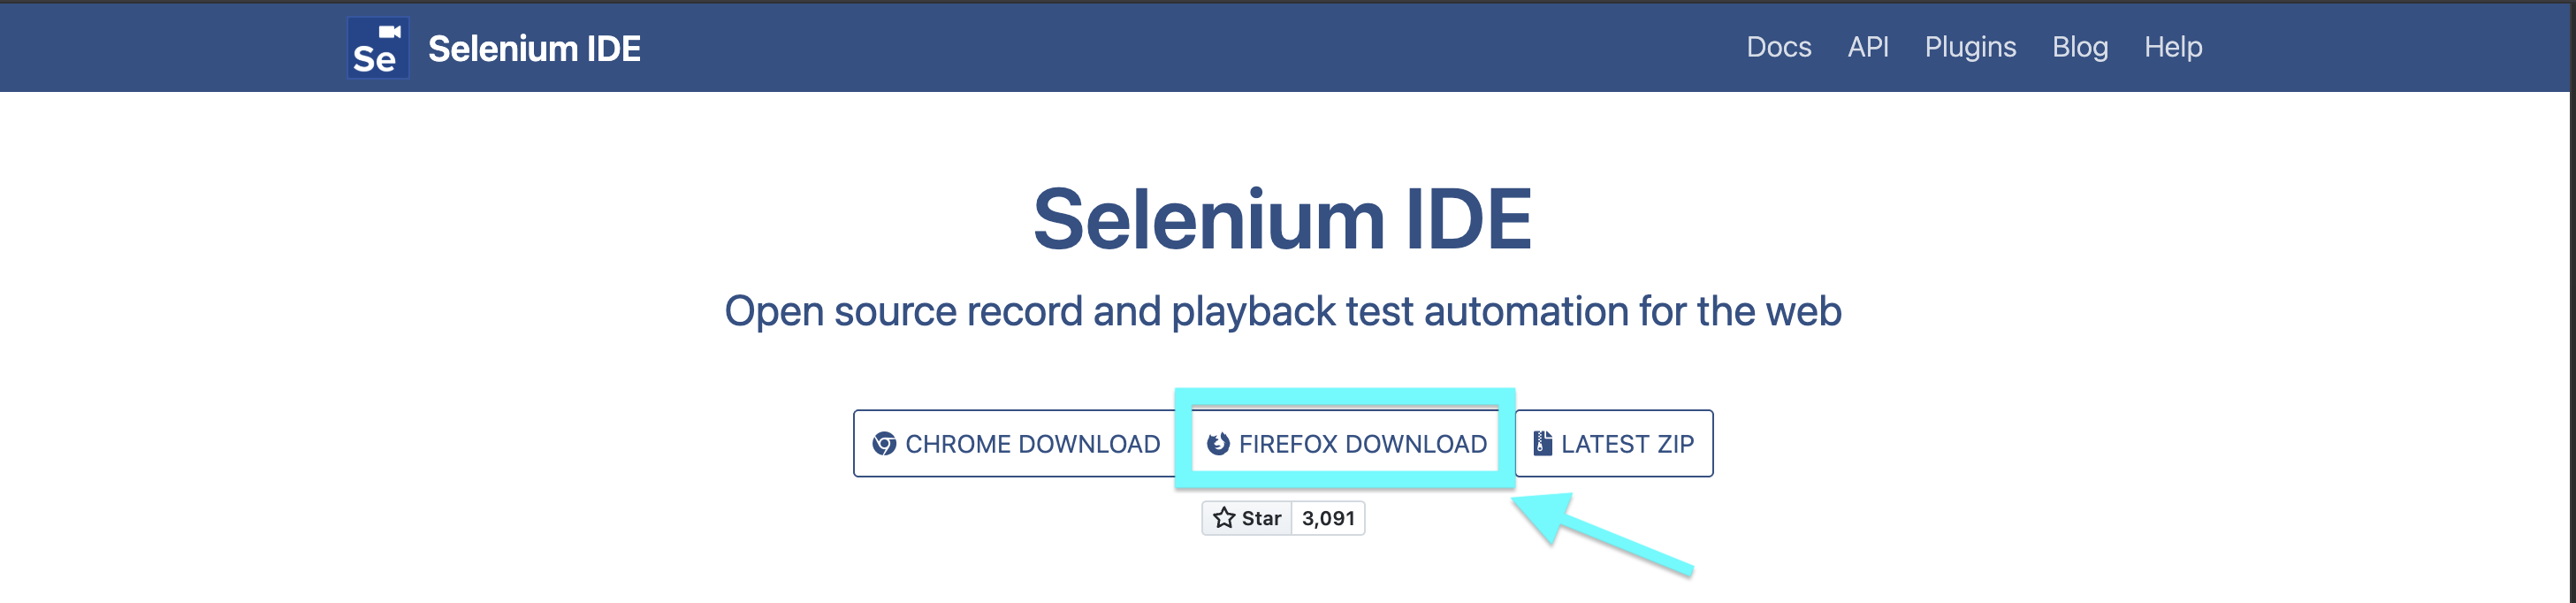 Se Selenium IDE Docs API Plugins Blog Help
Selenium IDE
Open source record and playback test automation for the web
CHROME DOWNLOAD FIREFOX DOWNLOAD LATEST ZIP
Star 3,091